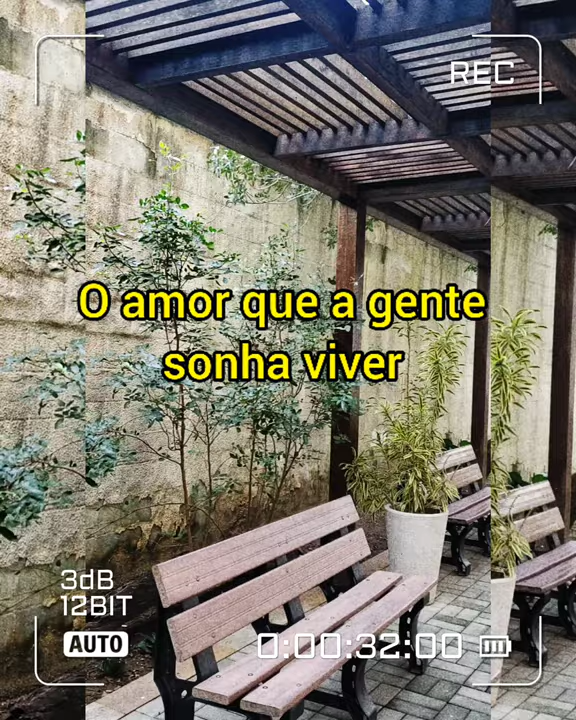 REC
O amor que a gente
sonha viver
3dB
12BIT
AUTO
0:00:32:00